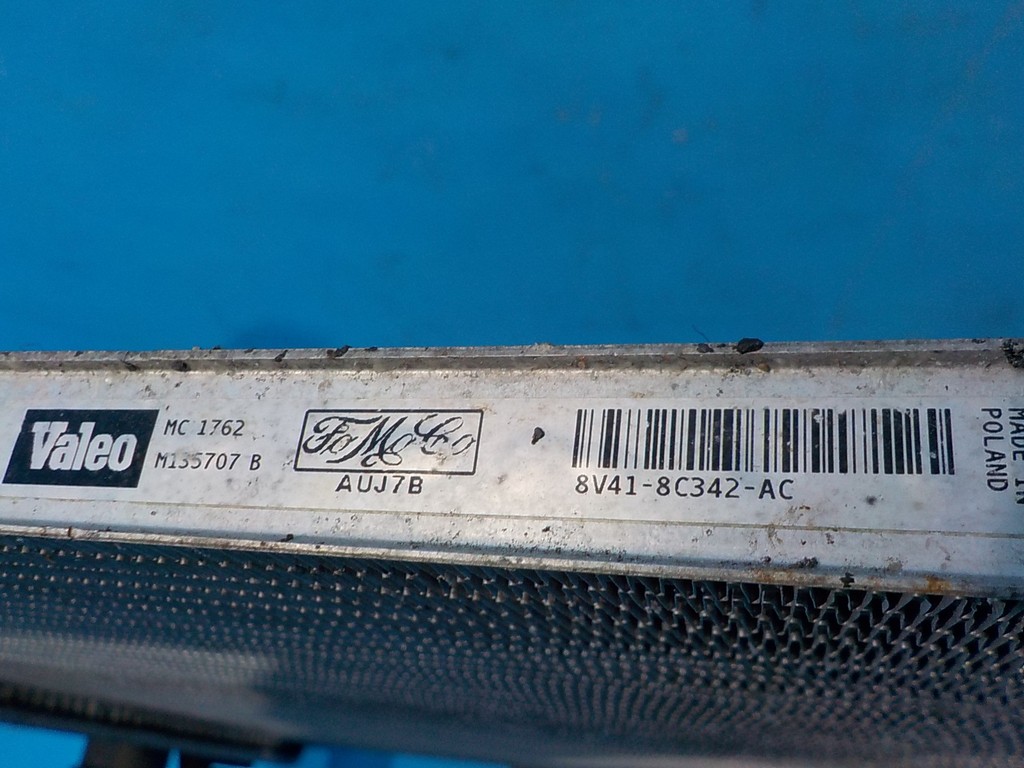 Valeo
MC 1762
M135707 B
FoMoCo
AUJ7B
8V41-8C342-AC
MADE IN
POLAND